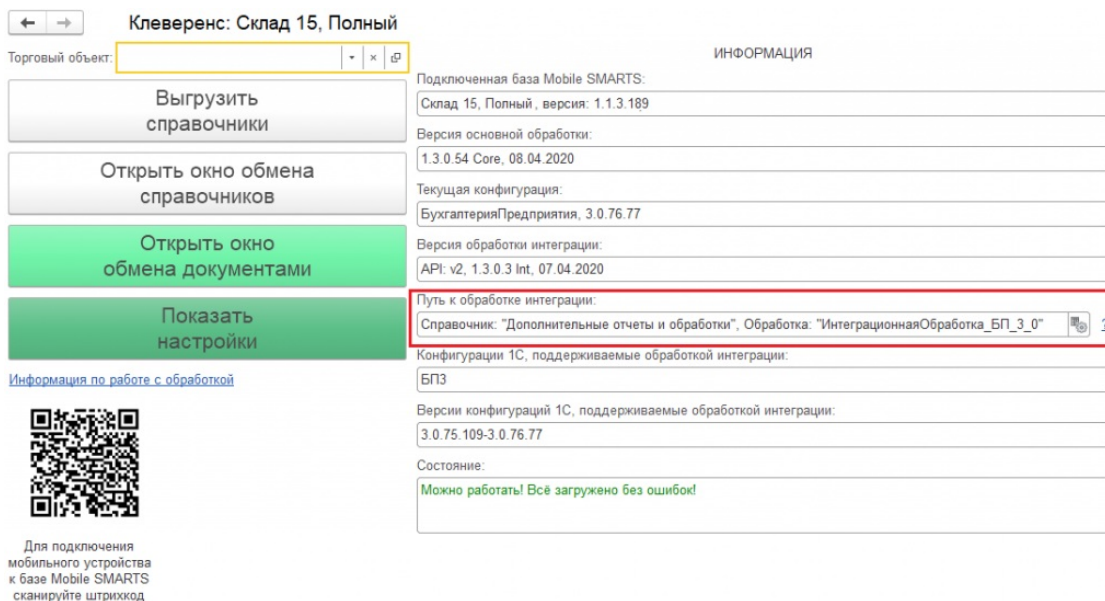 Клеверенс: Склад 15, Полный
Торговый объект:
Выгрузить
справочники
Открыть окно обмена
справочников
Открыть окно
обмена документами
Показать
настройки
Информация по работе с обработкой
Для подключения
мобильного устройства
к базе Mobile SMARTS
сканируйте штрихкод
ИНФОРМАЦИЯ
Подключенная база Mobile SMARTS:
Склад 15, Полный , версия: 1.1.3.189
Версия основной обработки:
1.3.0.54 Core, 08.04.2020
Текущая конфигурация:
БухгалтерияПредприятия, 3.0.76.77
Версия обработки интеграции:
API: v2, 1.3.0.3 Int, 07.04.2020
Путь к обработке интеграции:
Справочник: "Дополнительные отчеты и обработки", Обработка: "ИнтеграционнаяОбработка_БП_3_0"
Конфигурации 1С, поддерживаемые обработкой интеграции:
БП3
Версии конфигураций 1С, поддерживаемые обработкой интеграции:
3.0.75.109-3.0.76.77
Состояние:
Можно работать! Всё загружено без ошибок!